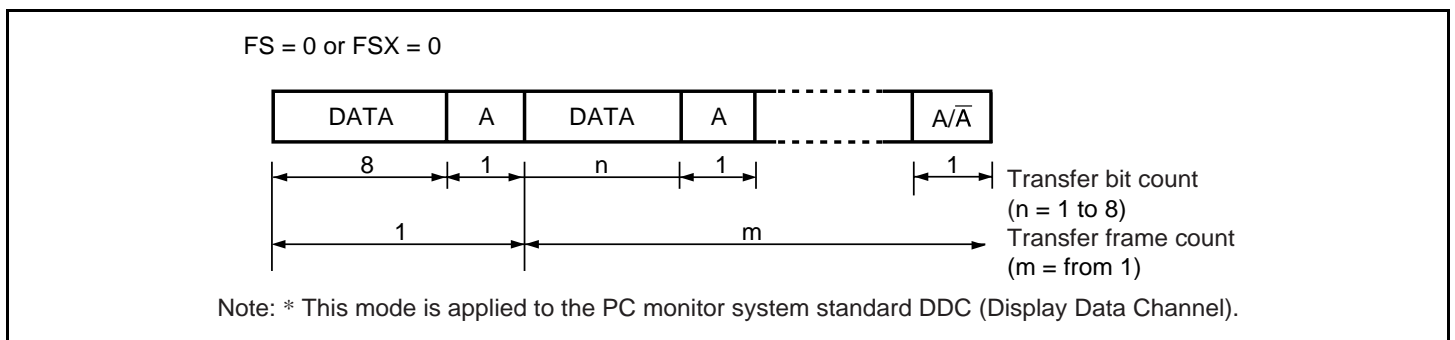 FS = 0 or FSX = 0
DATA A DATA A A/A̅
8 1 n 1 1 Transfer bit count
(n = 1 to 8)
1 m Transfer frame count
(m = from 1)
Note: * This mode is applied to the PC monitor system standard DDC (Display Data Channel).